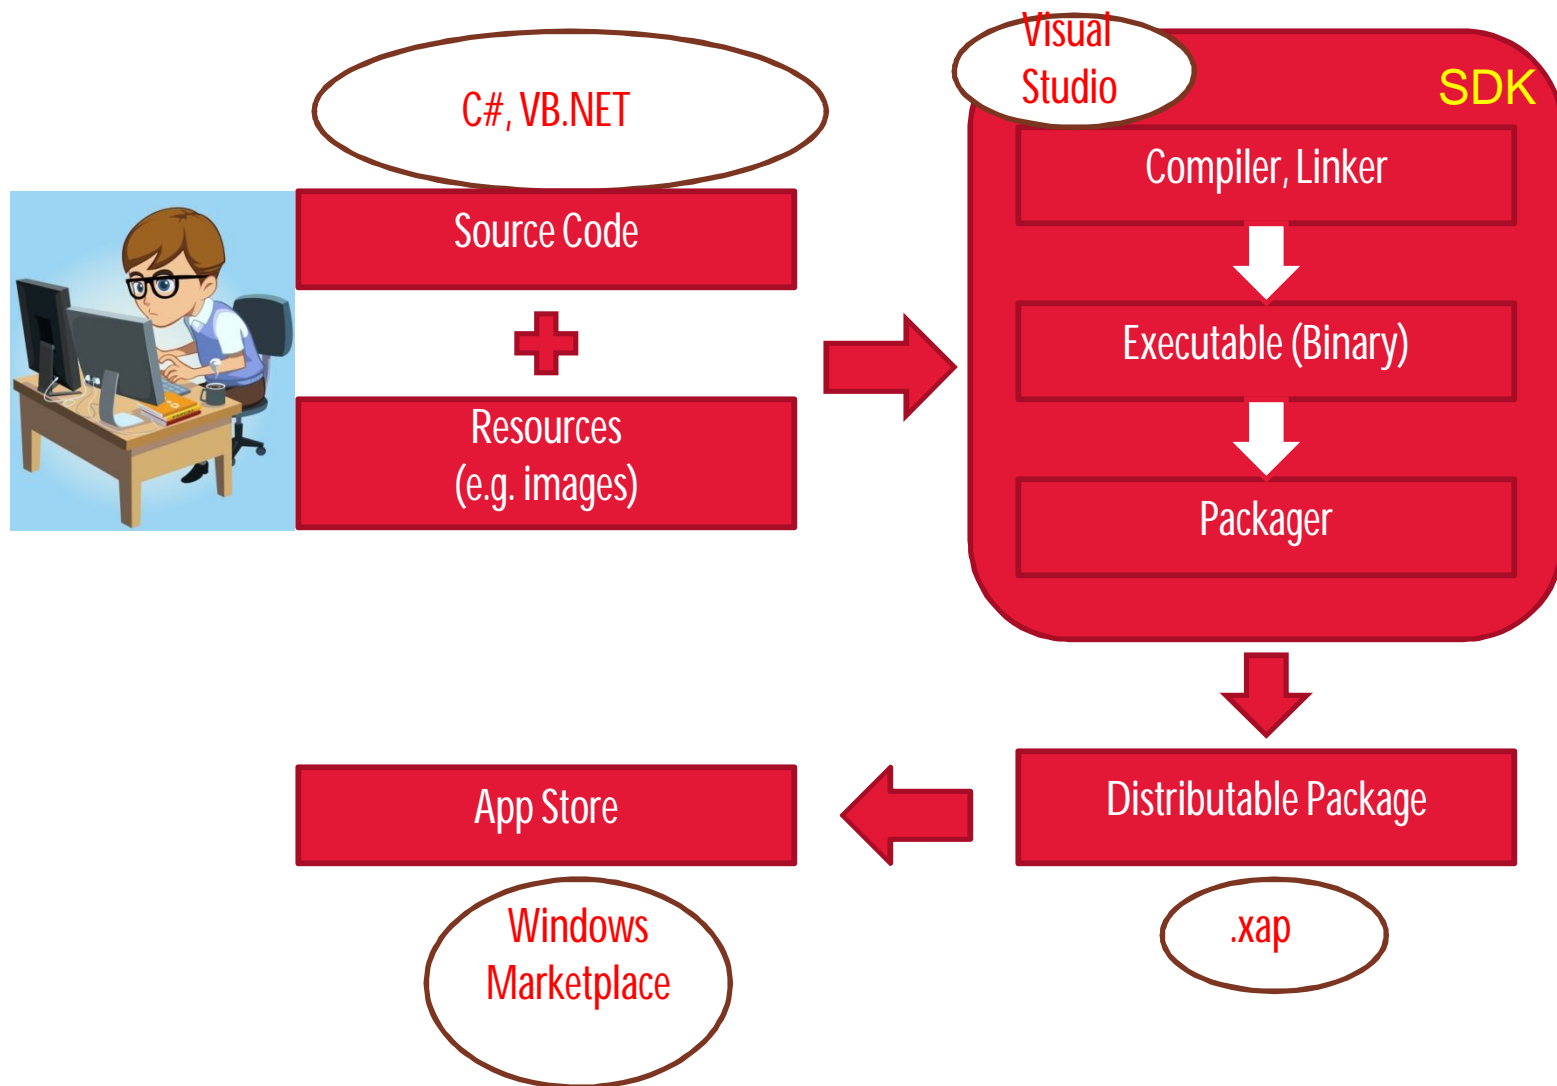 C#, VB.NET
Source Code
Resources
(e.g. images)
Visual
Studio
SDK
Compiler, Linker
Executable (Binary)
Packager
Distributable Package
.xap
App Store
Windows
Marketplace